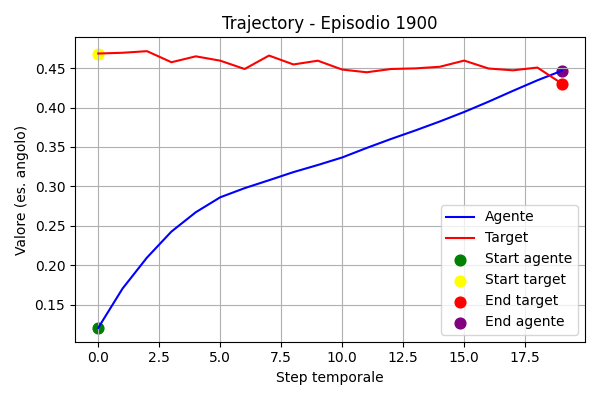 Trajectory - Episodio 1900
Valore (es. angolo)
0.45
0.40
0.35
0.30
0.25
0.20
0.15
0.0
2.5
5.0
7.5
10.0
12.5
15.0
17.5
Step temporale
Agente
Target
Start agente
Start target
End target
End agente